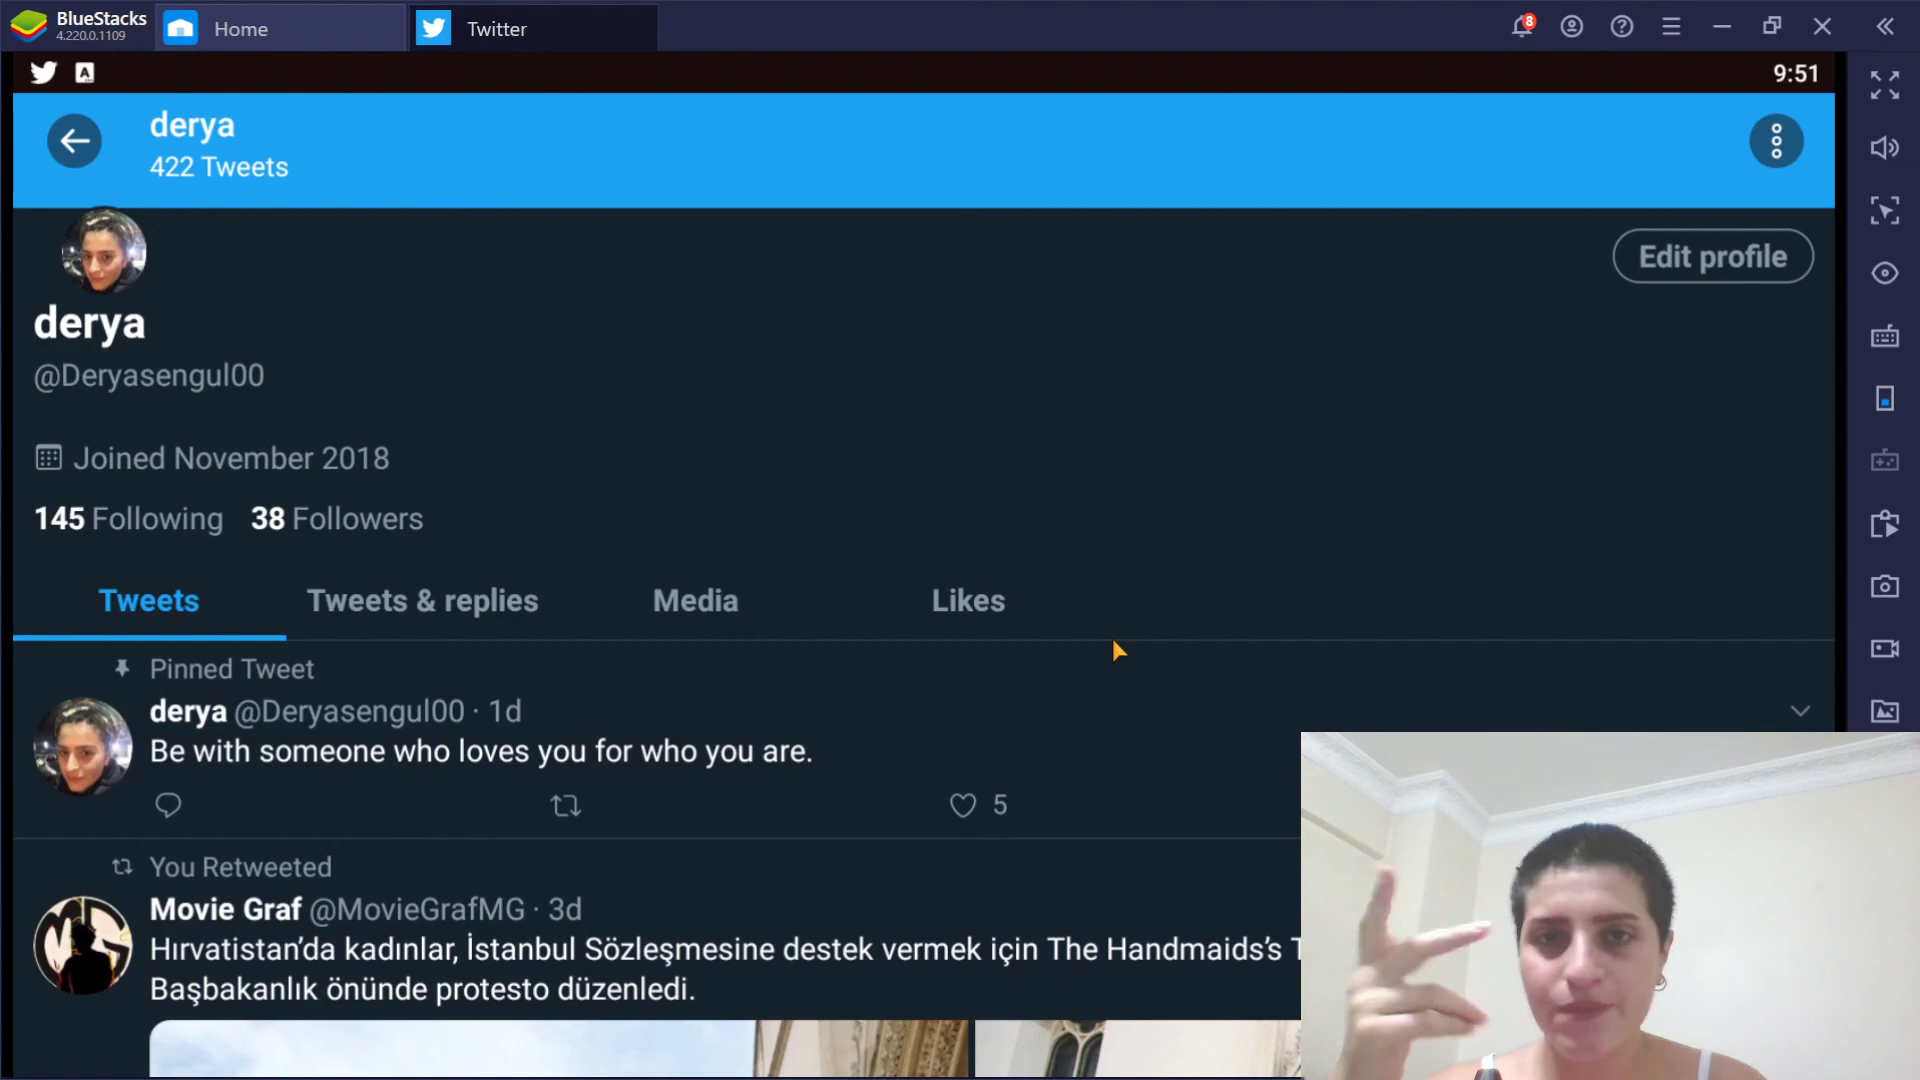 BlueStacks
4.220.0.1109
Home
Twitter
8
9:51
derya
422 Tweets
Edit profile
derya
@Deryasengul00
Joined November 2018
145 Following 38 Followers
Tweets
Tweets & replies
Media
Likes
Pinned Tweet
derya @Deryasengul00 · 1d
Be with someone who loves you for who you are.
5
You Retweeted
Movie Graf @MovieGrafMG · 3d
Hırvatistan’da kadınlar, İstanbul Sözleşmesine destek vermek için The Handmaids’s T
Başbakanlık önünde protesto düzenledi.